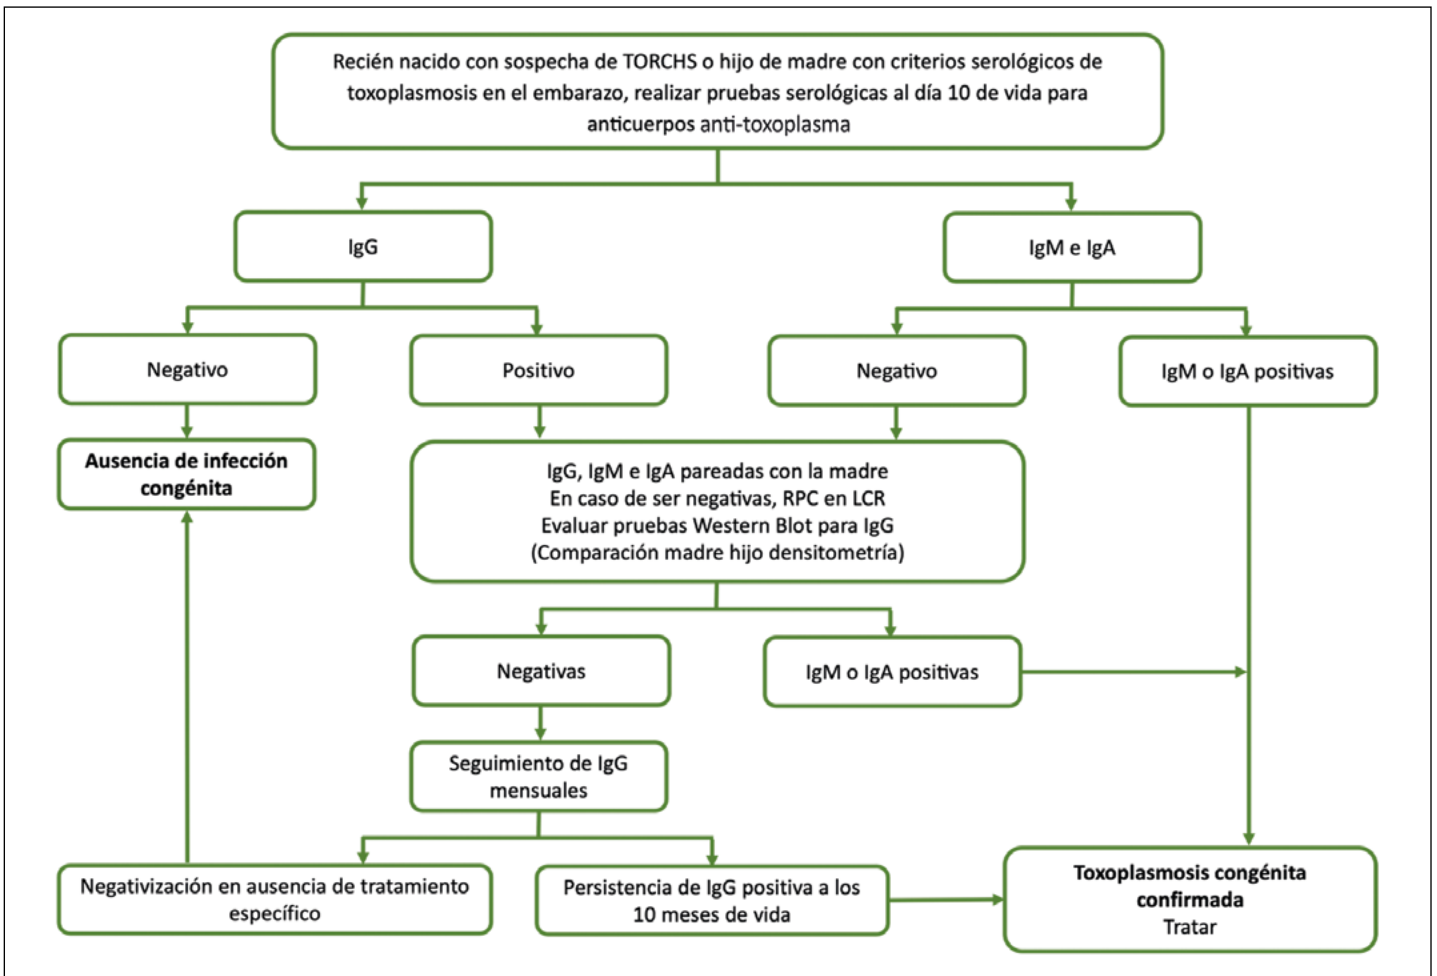 Recién nacido con sospecha de TORCHS o hijo de madre con criterios serológicos de
toxoplasmosis en el embarazo, realizar pruebas serológicas al día 10 de vida para
anticuerpos anti-toxoplasma
IgG
IgM e IgA
Negativo
Positivo
Negativo
IgM o IgA positivas
Ausencia de infección
congénita
IgG, IgM e IgA pareadas con la madre
En caso de ser negativas, RPC en LCR
Evaluar pruebas Western Blot para IgG
(Comparación madre hijo densitometría)
Negativas
IgM o IgA positivas
Seguimiento de IgG
mensuales
Negativización en ausencia de tratamiento
específico
Persistencia de IgG positiva a los
10 meses de vida
Toxoplasmosis congénita
confirmada
Tratar